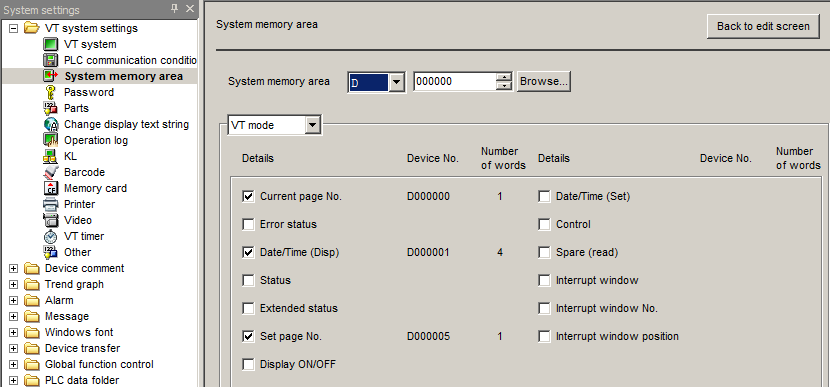 System settings
VT system settings
VT system
PLC communication conditio
System memory area
Password
Parts
Change display text string
Operation log
KL
Barcode
Memory card
Printer
Video
VT timer
Other
Device comment
Trend graph
Alarm
Message
Windows font
Device transfer
Global function control
PLC data folder
System memory area
Back to edit screen
System memory area D 000000 Browse...
VT mode
Details Device No. Number of words Details Device No. Number of words
Current page No. D000000 1 Date/Time (Set)
Error status Control
Date/Time (Disp) D000001 4 Spare (read)
Status Interrupt window
Extended status Interrupt window No.
Set page No. D000005 1 Interrupt window position
Display ON/OFF